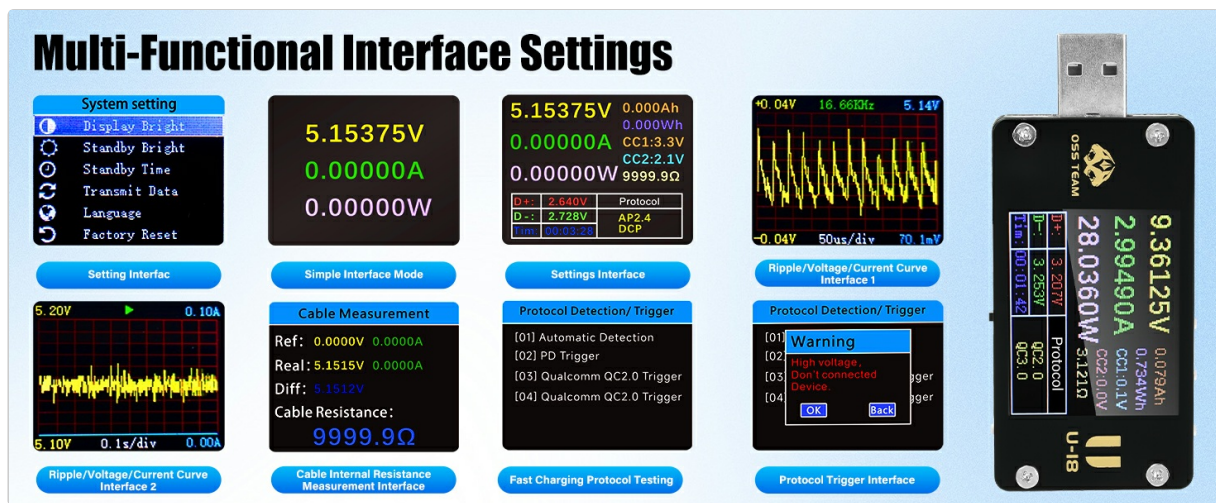 Multi-Functional Interface Settings
System setting
Display Bright
Standby Bright
Standby Time
Transmit Data
Language
Factory Reset
Setting Interfac
5.15375V
0.00000A
0.00000W
Simple Interface Mode
5.15375V 0.000Ah
0.000Wh
0.00000A CC1:3.3V
CC2:2.1V
0.00000W 9999.9Ω
D+: 2.640V Protocol
D-: 2.728V AP2.4
Tim: 00:03:28 DCP
Settings Interface
+0.04V 16.66KHz 5.14V
-0.04V 50us/div 70.1mV
Ripple/Voltage/Current Curve
Interface 1
5.20V 0.10A
5.10V 0.1s/div 0.00A
Ripple/Voltage/Current Curve
Interface 2
Cable Measurement
Ref: 0.0000V 0.0000A
Real: 5.1515V 0.0000A
Diff: 5.1512V
Cable Resistance:
9999.9Ω
Cable Internal Resistance
Measurement Interface
Protocol Detection/ Trigger
[01] Automatic Detection
[02] PD Trigger
[03] Qualcomm QC2.0 Trigger
[04] Qualcomm QC2.0 Trigger
Fast Charging Protocol Testing
Protocol Detection/ Trigger
[01]
[02]
[03 gger
[04 gger
Warning
High voltage,
Don't connected
Device.
OK Back
Protocol Trigger Interface
OSS TEAM
9.36125V 0.079Ah
0.734Wh
2.99490A CC1:0.1V
CC2:0.0V
28.0360W 3.121Ω
D+: 3.207V Protocol
D-: 3.253V QC2.0
Tim: 00:01:42 QC3.0
U-I8